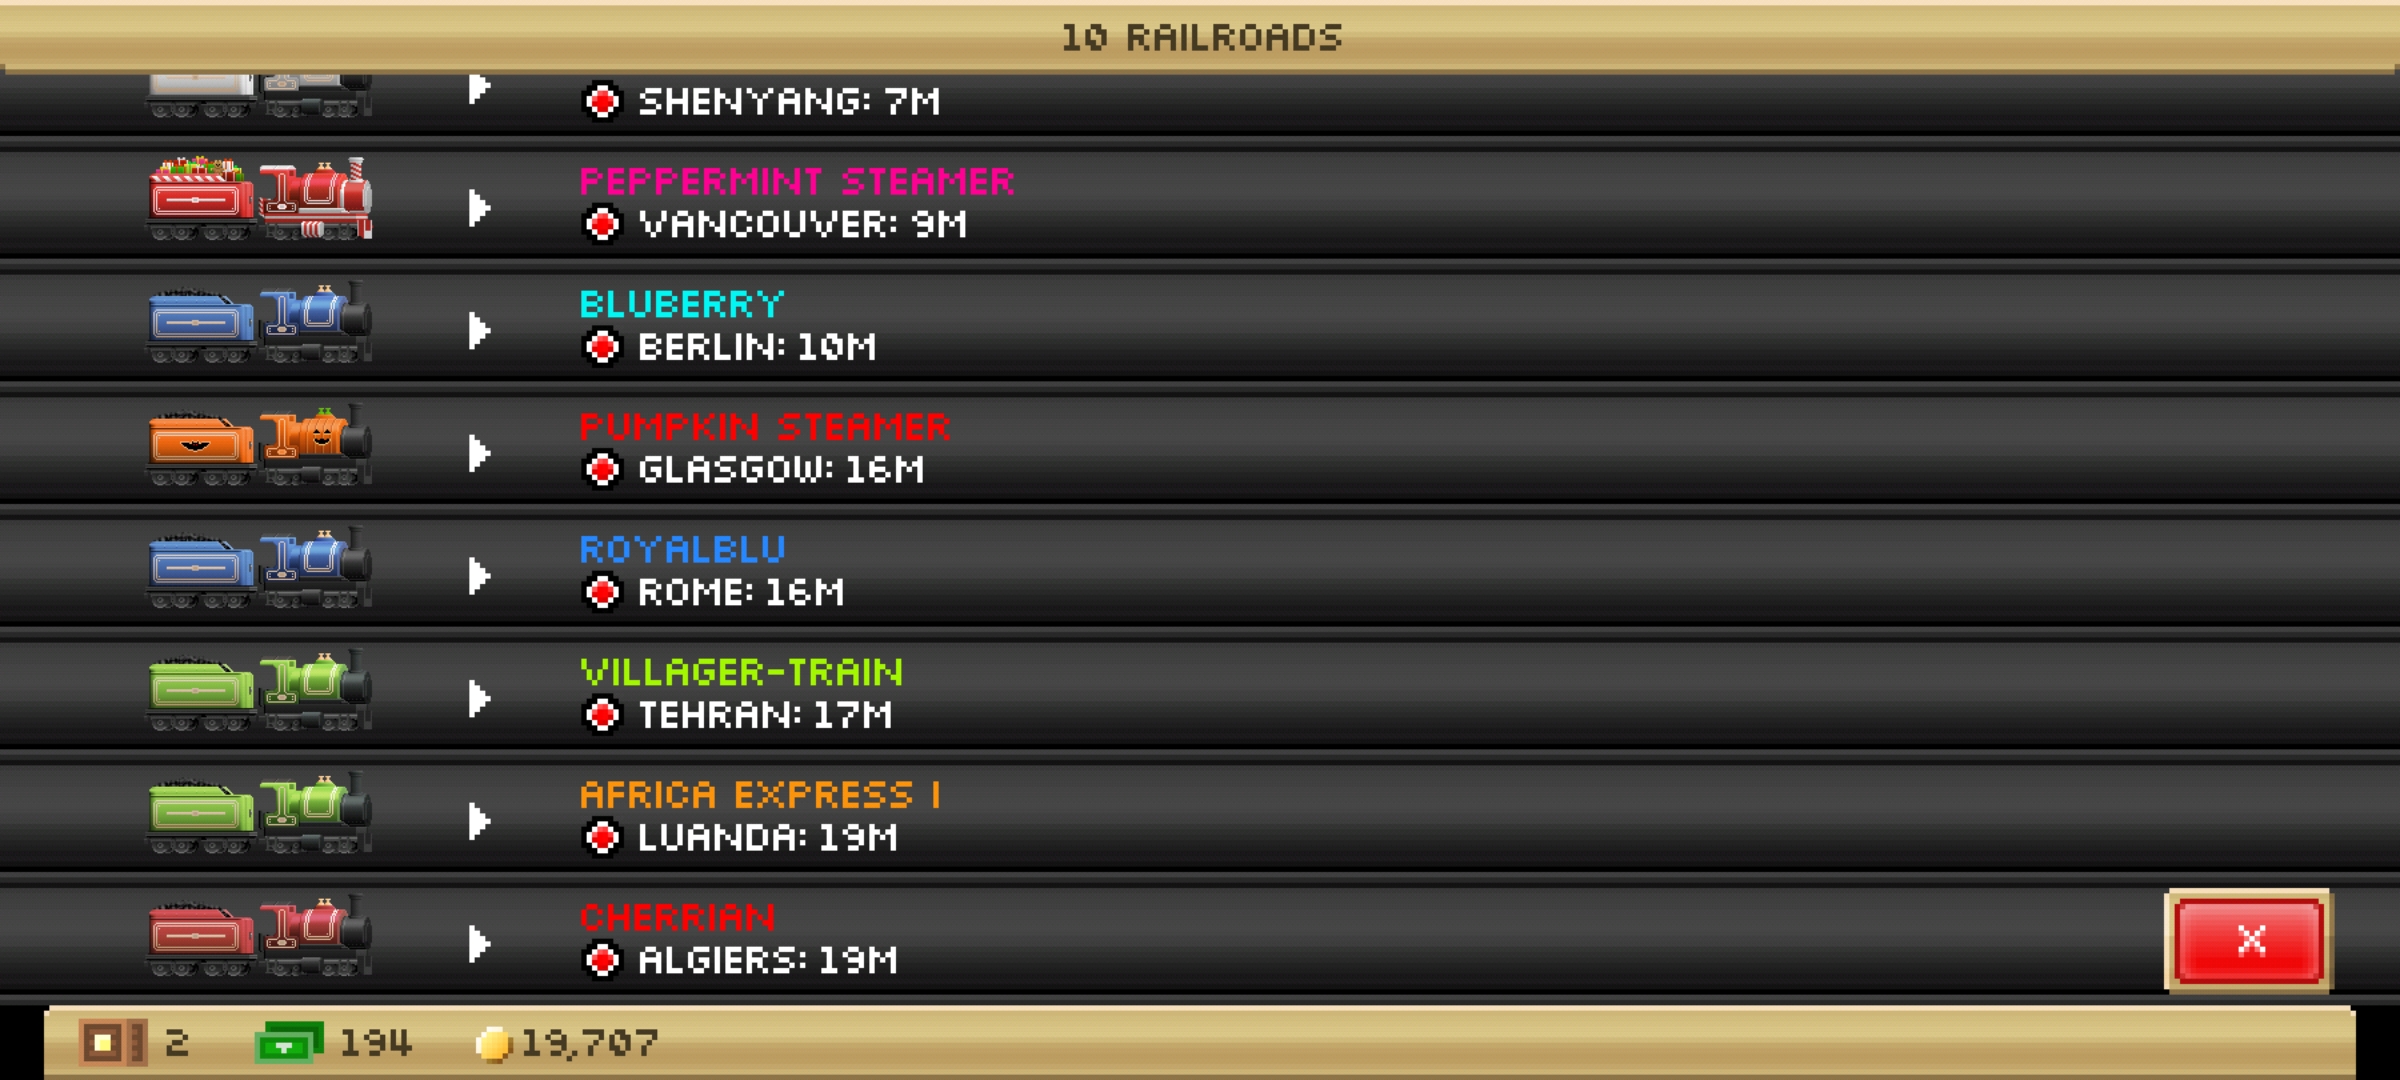 10 RAILROADS
SHENYANG: 7M
PEPPERMINT STEAMER
VANCOUVER: 9M
BLUBERRY
BERLIN: 10M
PUMPKIN STEAMER
GLASGOW: 16M
ROYALBLU
ROME: 16M
VILLAGER-TRAIN
TEHRAN: 17M
AFRICA EXPRESS I
LUANDA: 19M
CHERRIAN
ALGIERS: 19M
X
2 194 19,707